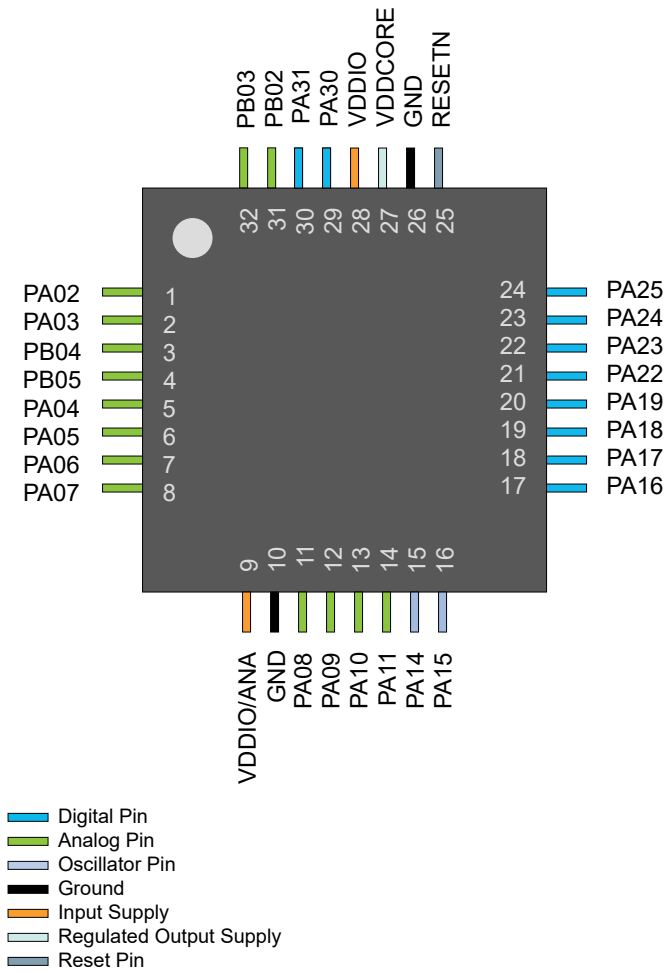 PB03
PB02
PA31
PA30
VDDIO
VDDCORE
GND
RESETN
32
31
30
29
28
27
26
25
PA02 1
PA03 2
PB04 3
PB05 4
PA04 5
PA05 6
PA06 7
PA07 8
24 PA25
23 PA24
22 PA23
21 PA22
20 PA19
19 PA18
18 PA17
17 PA16
9
10
11
12
13
14
15
16
VDDIO/ANA
GND
PA08
PA09
PA10
PA11
PA14
PA15
Digital Pin
Analog Pin
Oscillator Pin
Ground
Input Supply
Regulated Output Supply
Reset Pin